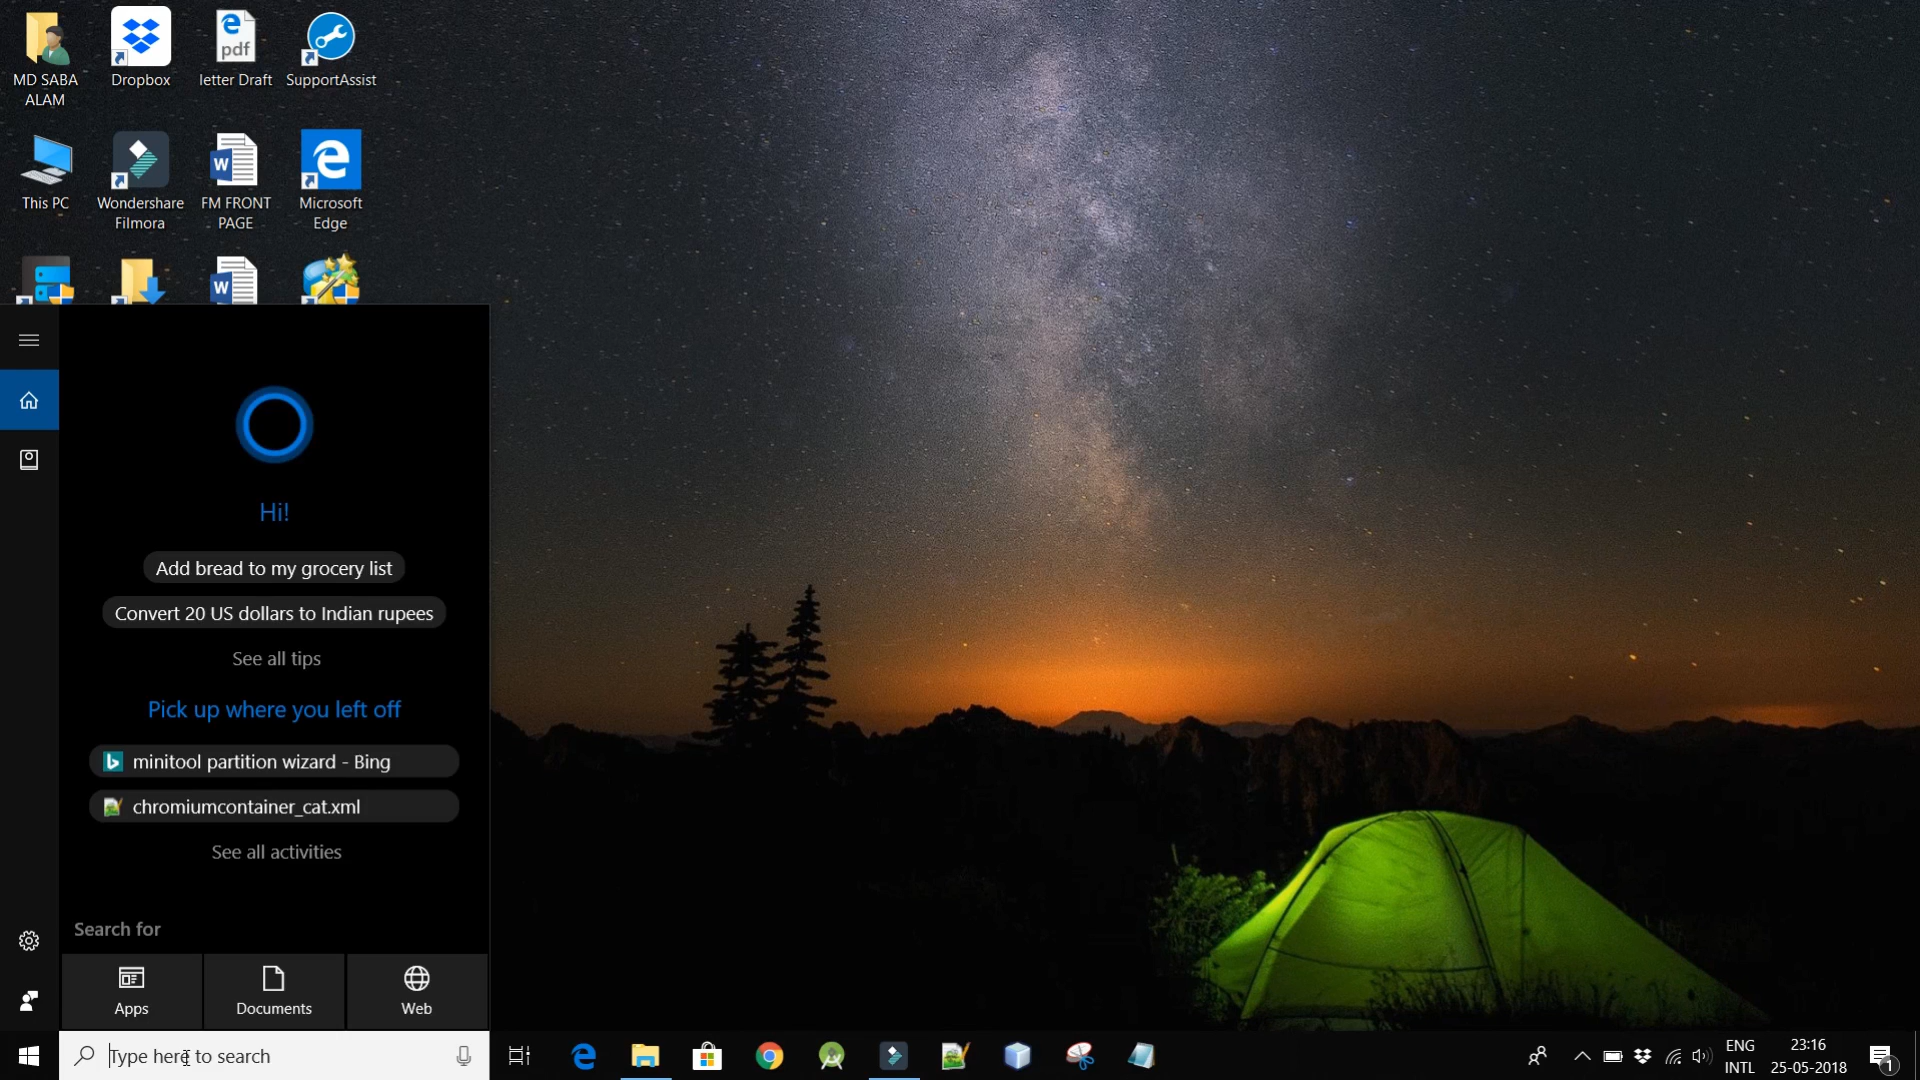 MD SABA
ALAM
Dropbox
pdf
letter Draft
SupportAssist
This PC
Wondershare
Filmora
W
FM FRONT
PAGE
Microsoft
Edge
W
Hi!
Add bread to my grocery list
Convert 20 US dollars to Indian rupees
See all tips
Pick up where you left off
minitool partition wizard - Bing
chromiumcontainer_cat.xml
See all activities
Search for
Apps
Documents
Web
Type here to search
ENG
INTL
23:16
25-05-2018
1